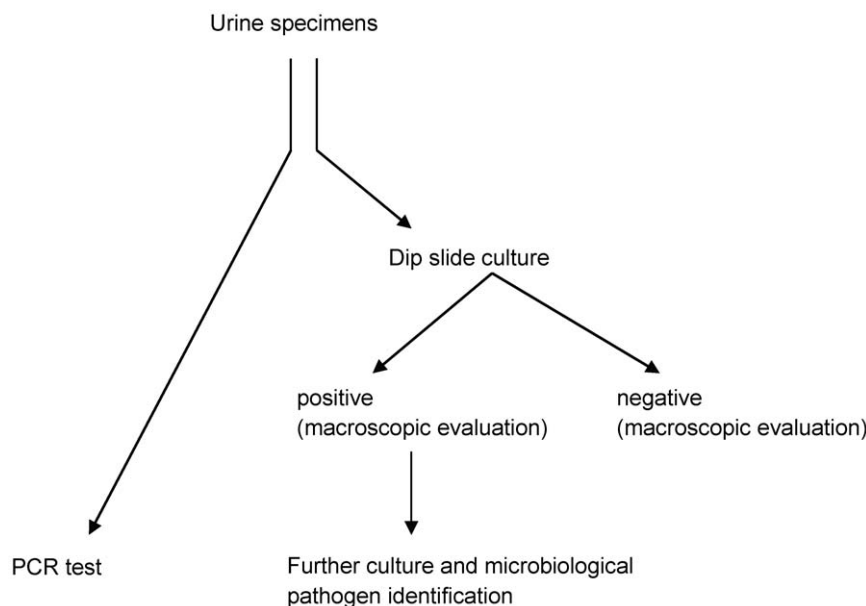 Urine specimens
Dip slide culture
positive
(macroscopic evaluation)
negative
(macroscopic evaluation)
PCR test
Further culture and microbiological
pathogen identification